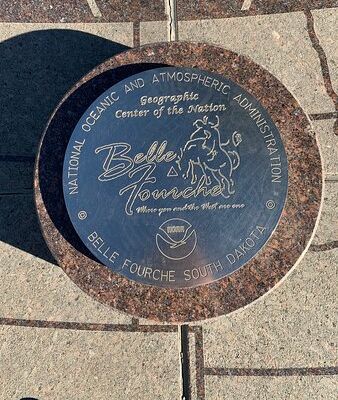 NATIONAL OCEANIC AND ATMOSPHERIC ADMINISTRATION
Geographic
Center of the Nation
Belle
Fourche
Where you and the West are one
NOAA
BELLE FOURCHE SOUTH DAKOTA